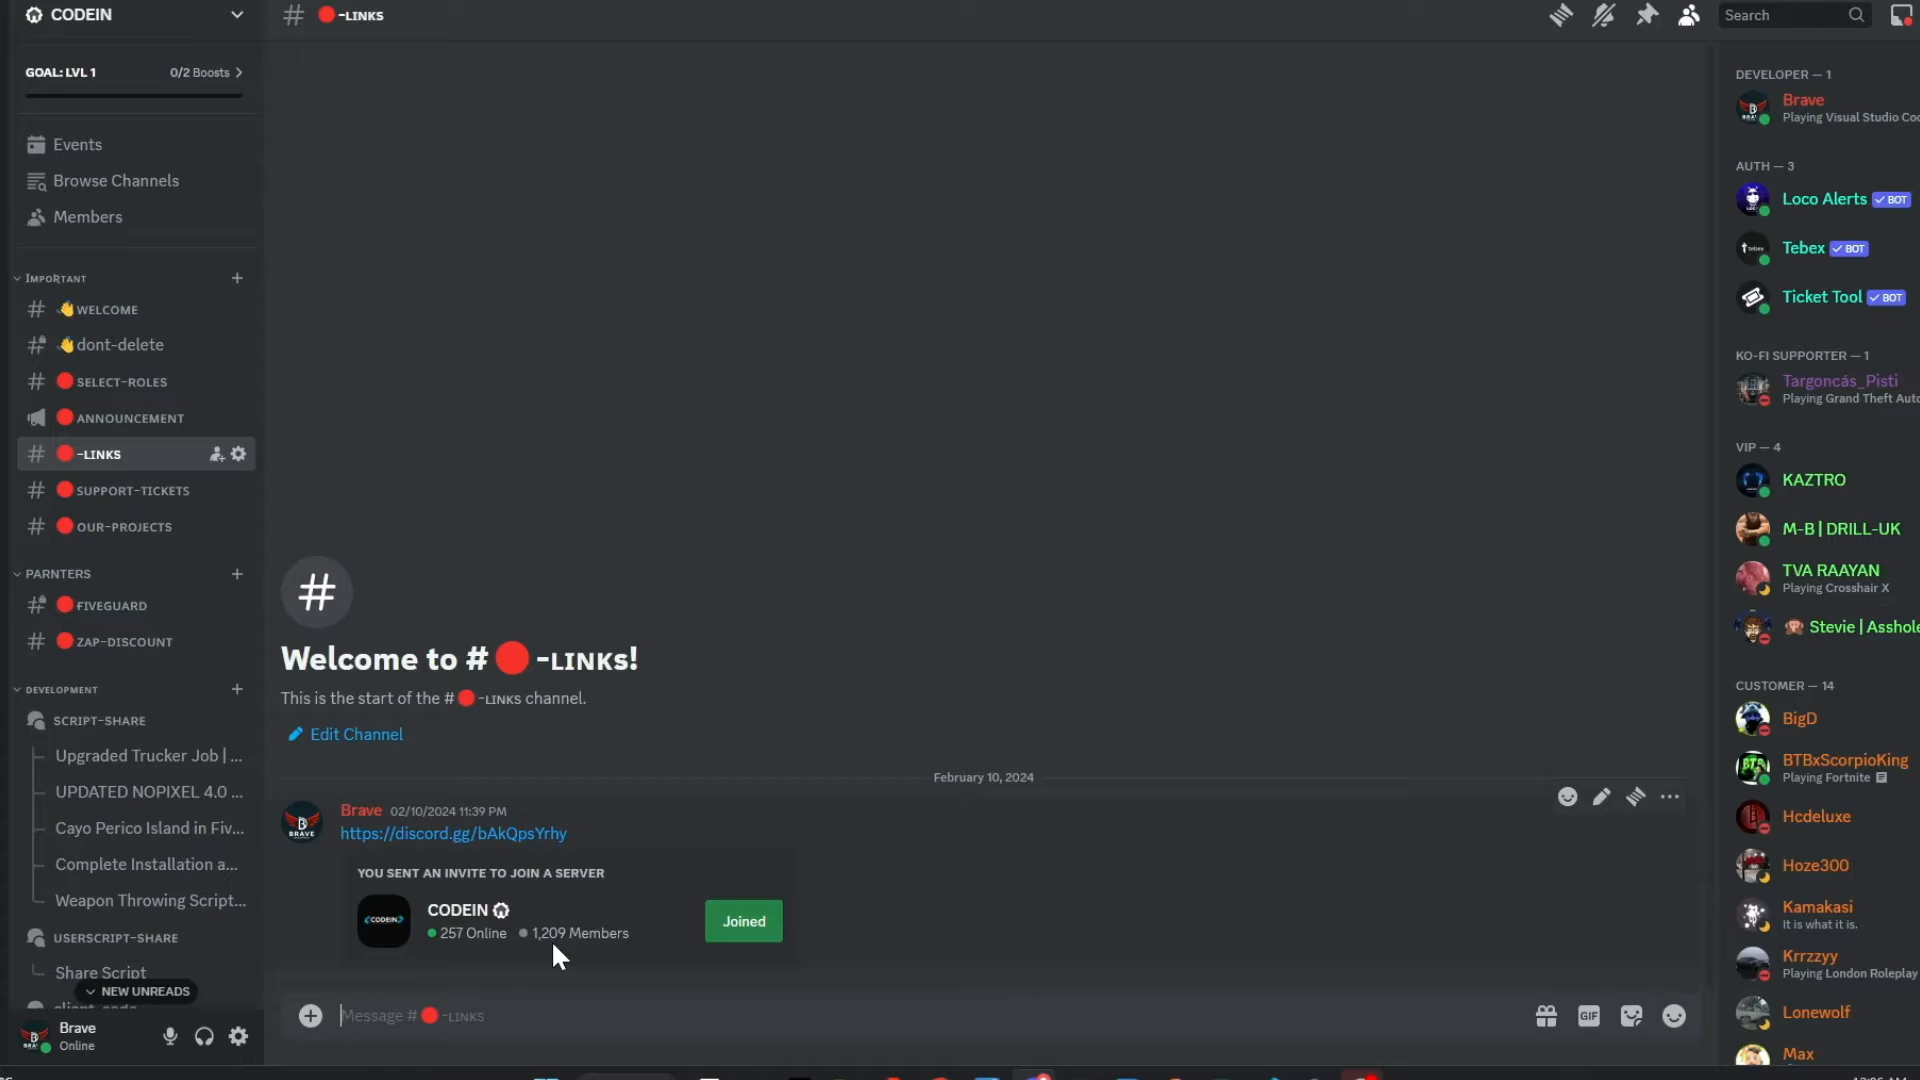 CODEIN
GOAL: LVL 1
0/2 Boosts
Events
Browse Channels
Members
IMPORTANT
WELCOME
dont-delete
SELECT-ROLES
ANNOUNCEMENT
-LINKS
SUPPORT-TICKETS
OUR-PROJECTS
PARNTERS
FIVEGUARD
ZAP-DISCOUNT
DEVELOPMENT
SCRIPT-SHARE
Upgraded Trucker Job | ...
UPDATED NOPIXEL 4.0 ...
Cayo Perico Island in Fiv...
Complete Installation a...
Weapon Throwing Script...
USERSCRIPT-SHARE
Share Script
NEW UNREADS
Brave
Online
# -LINKS
Search
#
Welcome to # -LINKS!
This is the start of the # -LINKS channel.
Edit Channel
February 10, 2024
Brave 02/10/2024 11:39 PM
https://discord.gg/bAkQpsYrhy
YOU SENT AN INVITE TO JOIN A SERVER
<CODEIN>
CODEIN
257 Online 1,209 Members
Joined
Message # -LINKS
GIF
DEVELOPER — 1
Brave
Playing Visual Studio Coc
AUTH — 3
Loco Alerts BOT
Tebex BOT
Ticket Tool BOT
KO-FI SUPPORTER — 1
Targoncás_Pisti
Playing Grand Theft Auto
VIP — 4
KAZTRO
M-B | DRILL-UK
TVA RAAYAN
Playing Crosshair X
Stevie | Asshole
CUSTOMER — 14
BigD
BTBxScorpioKing
Playing Fortnite
Hcdeluxe
Hoze300
Kamakasi
It is what it is.
Krrzzyy
Playing London Roleplay
Lonewolf
Max